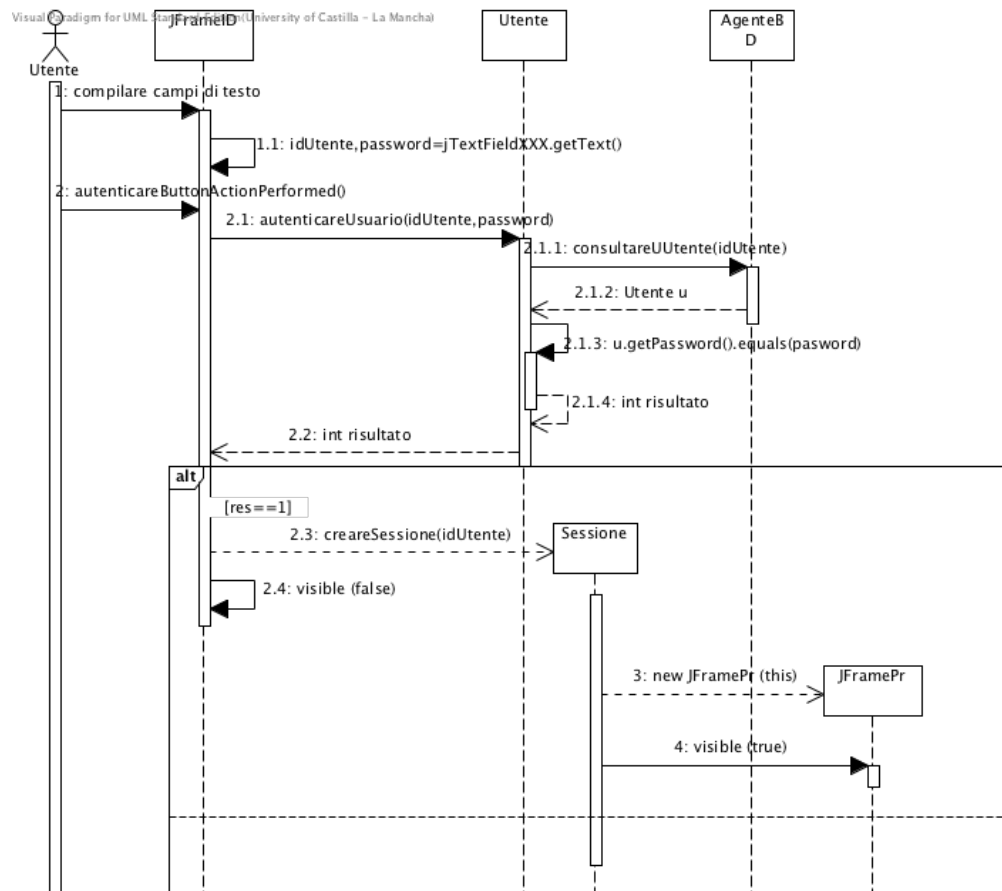 Visual Paradigm for UML Standard Edition(University of Castilla - La Mancha)
JFrameID
Utente
AgenteB
D
Utente
1: compilare campi di testo
1.1: idUtente,password=jTextFieldXXX.getText()
2: autenticareButtonActionPerformed()
2.1: autenticareUsuario(idUtente,password)
2.1.1: consultareUUtente(idUtente)
2.1.2: Utente u
2.1.3: u.getPassword().equals(pasword)
2.1.4: int risultato
2.2: int risultato
alt
[res==1]
2.3: creareSessione(idUtente)
Sessione
2.4: visible (false)
3: new JFramePr (this)
JFramePr
4: visible (true)